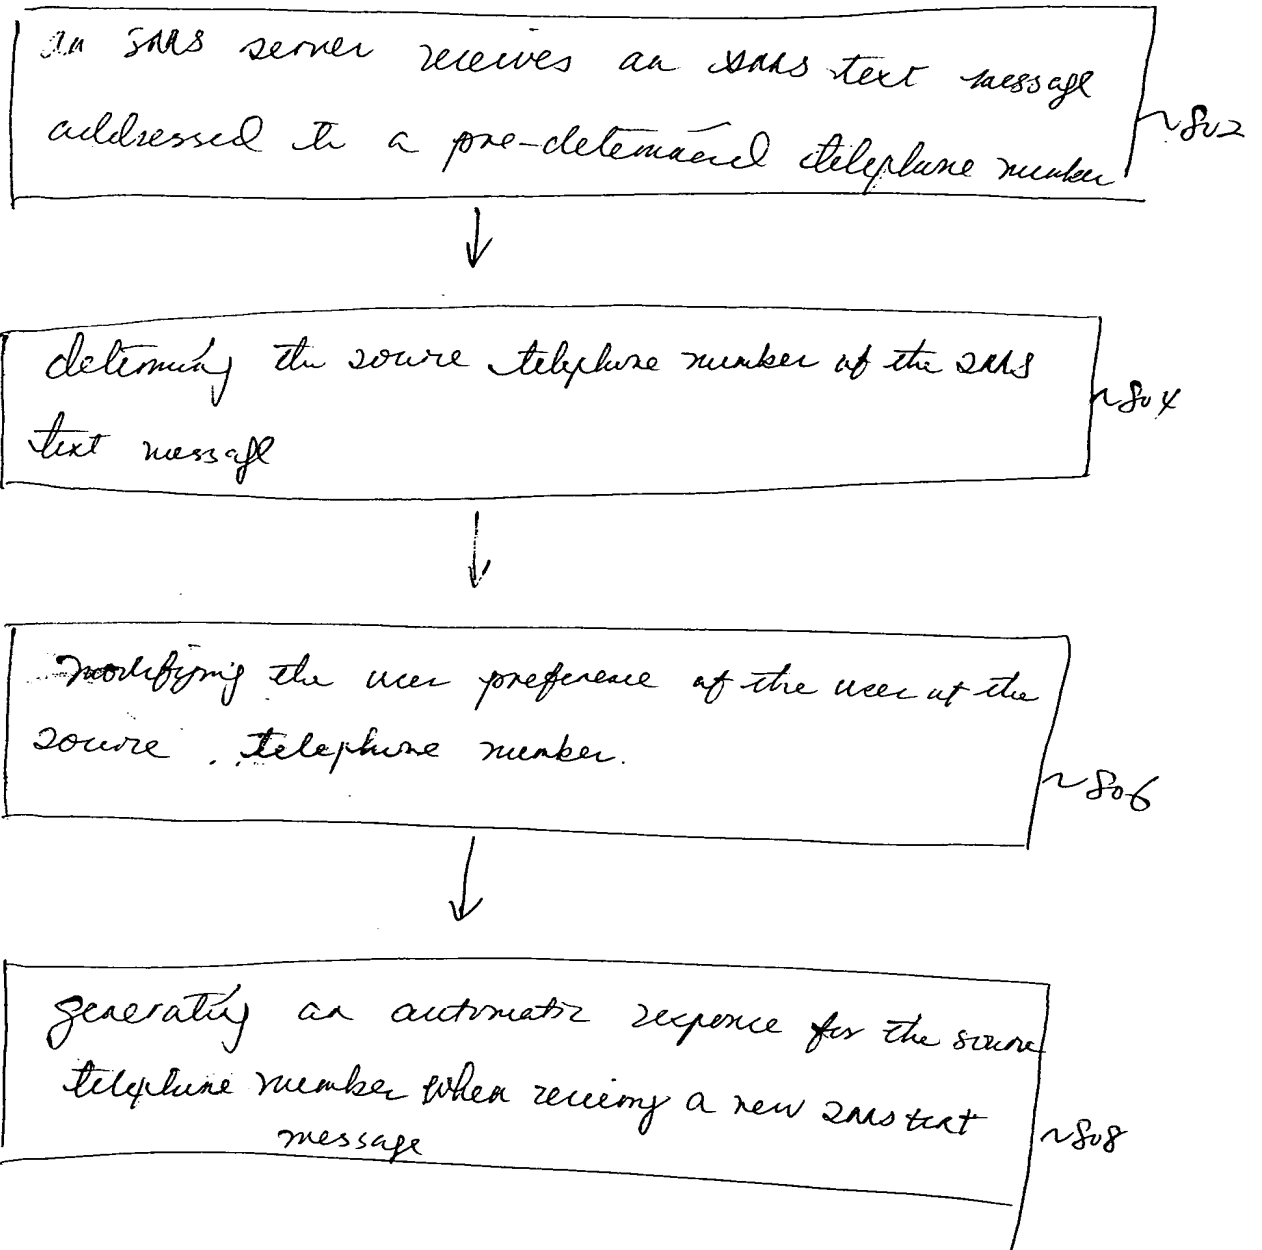 an SMS server receives an SMS text message
addressed to a pre-determined telephone number
~802
determining the source telephone number of the SMS
text message
~804
modifying the user preference of the user at the
source telephone number.
~806
generating an automatic response for the source
telephone number when receiving a new SMS text
message
~808